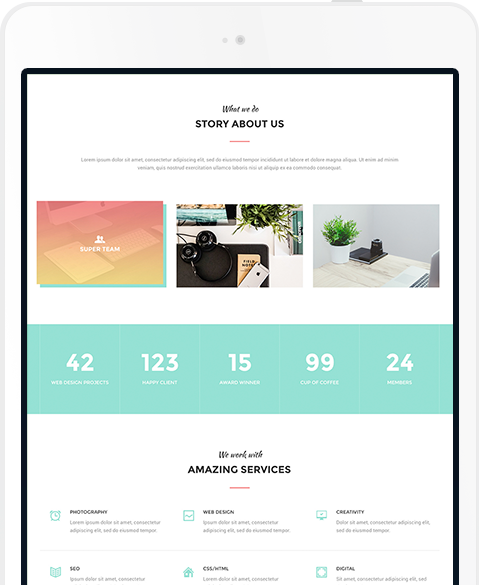 What we do
STORY ABOUT US
Lorem ipsum dolor sit amet, consectetur adipiscing elit, sed do eiusmod tempor incididunt ut labore et dolore magna aliqua. Ut enim ad minim
veniam, quis nostrud exercitation ullamco laboris nisi ut aliquip ex ea commodo consequat.
SUPER TEAM
FIELD NOTES
42
123
15
99
24
WEB DESIGN PROJECTS
HAPPY CLIENT
AWARD WINNER
CUP OF COFFEE
MEMBERS
We work with
AMAZING SERVICES
PHOTOGRAPHY
Lorem ipsum dolor sit amet, consectetur
adipiscing elit, sed do eiusmod tempor.
WEB DESIGN
Lorem ipsum dolor sit amet, consectetur
adipiscing elit, sed do eiusmod tempor.
CREATIVITY
Dolor sit amet, consectetur adipiscing elit,
sed do eiusmod tempor.
SEO
Lorem ipsum dolor sit amet, consectetur
CSS/HTML
Lorem ipsum dolor sit amet, consectetur
DIGITAL
Dolor sit amet, consectetur adipiscing elit,